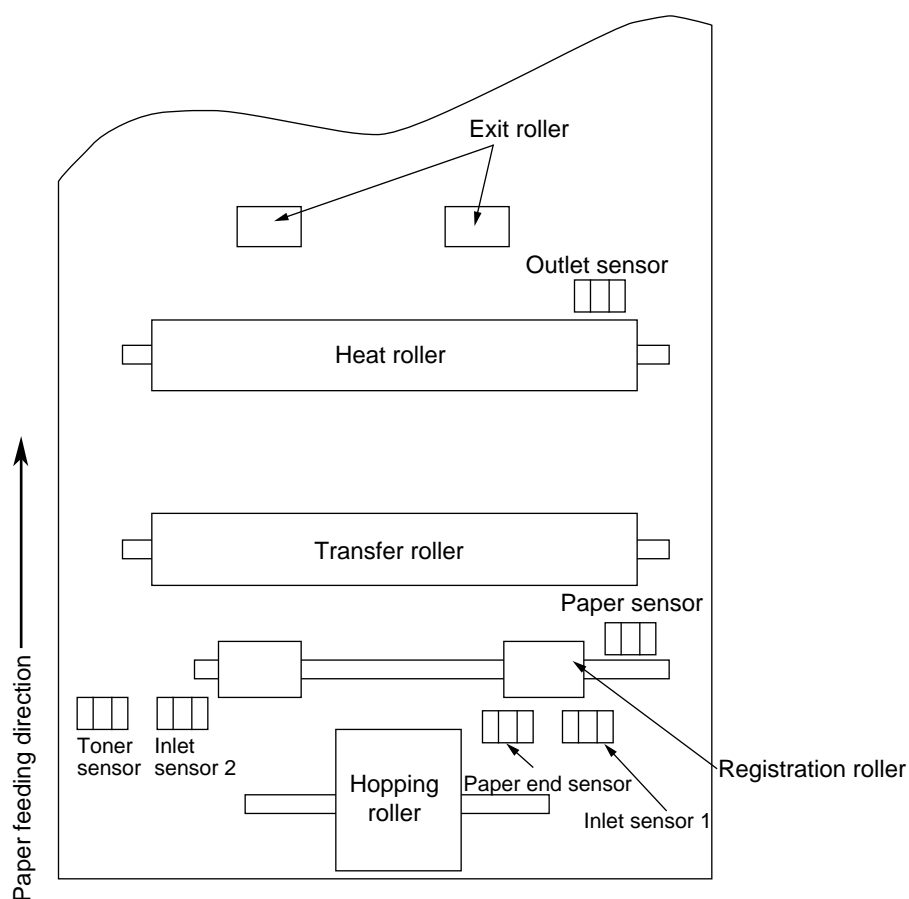 Exit roller
Outlet sensor
Heat roller
Transfer roller
Paper sensor
Toner
sensor
Inlet
sensor 2
Paper end sensor
Inlet sensor 1
Registration roller
Hopping
roller
Paper feeding direction